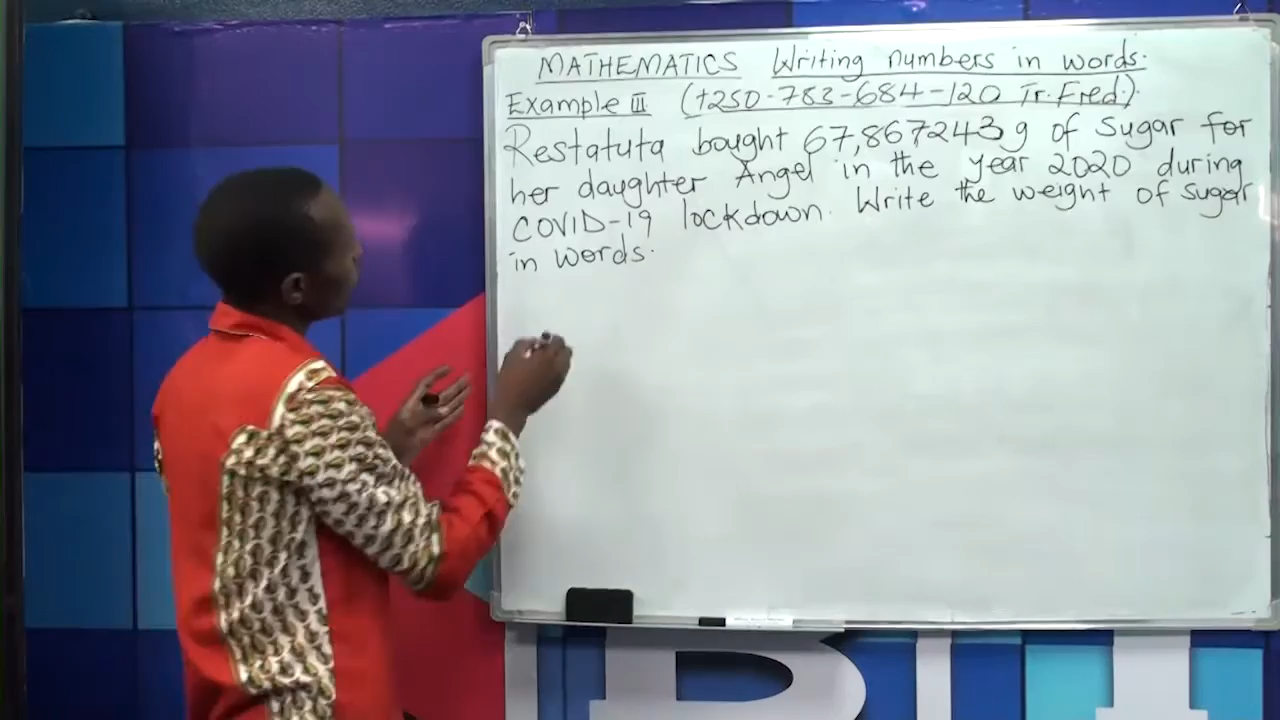 MATHEMATICS Writing numbers in words.
Example III (+250-783-684-120 Tr. Fred.)
Restatuta bought 67,867243g of sugar for
her daughter Angel in the year 2020 during
COVID-19 lockdown. Write the weight of sugar
in words.